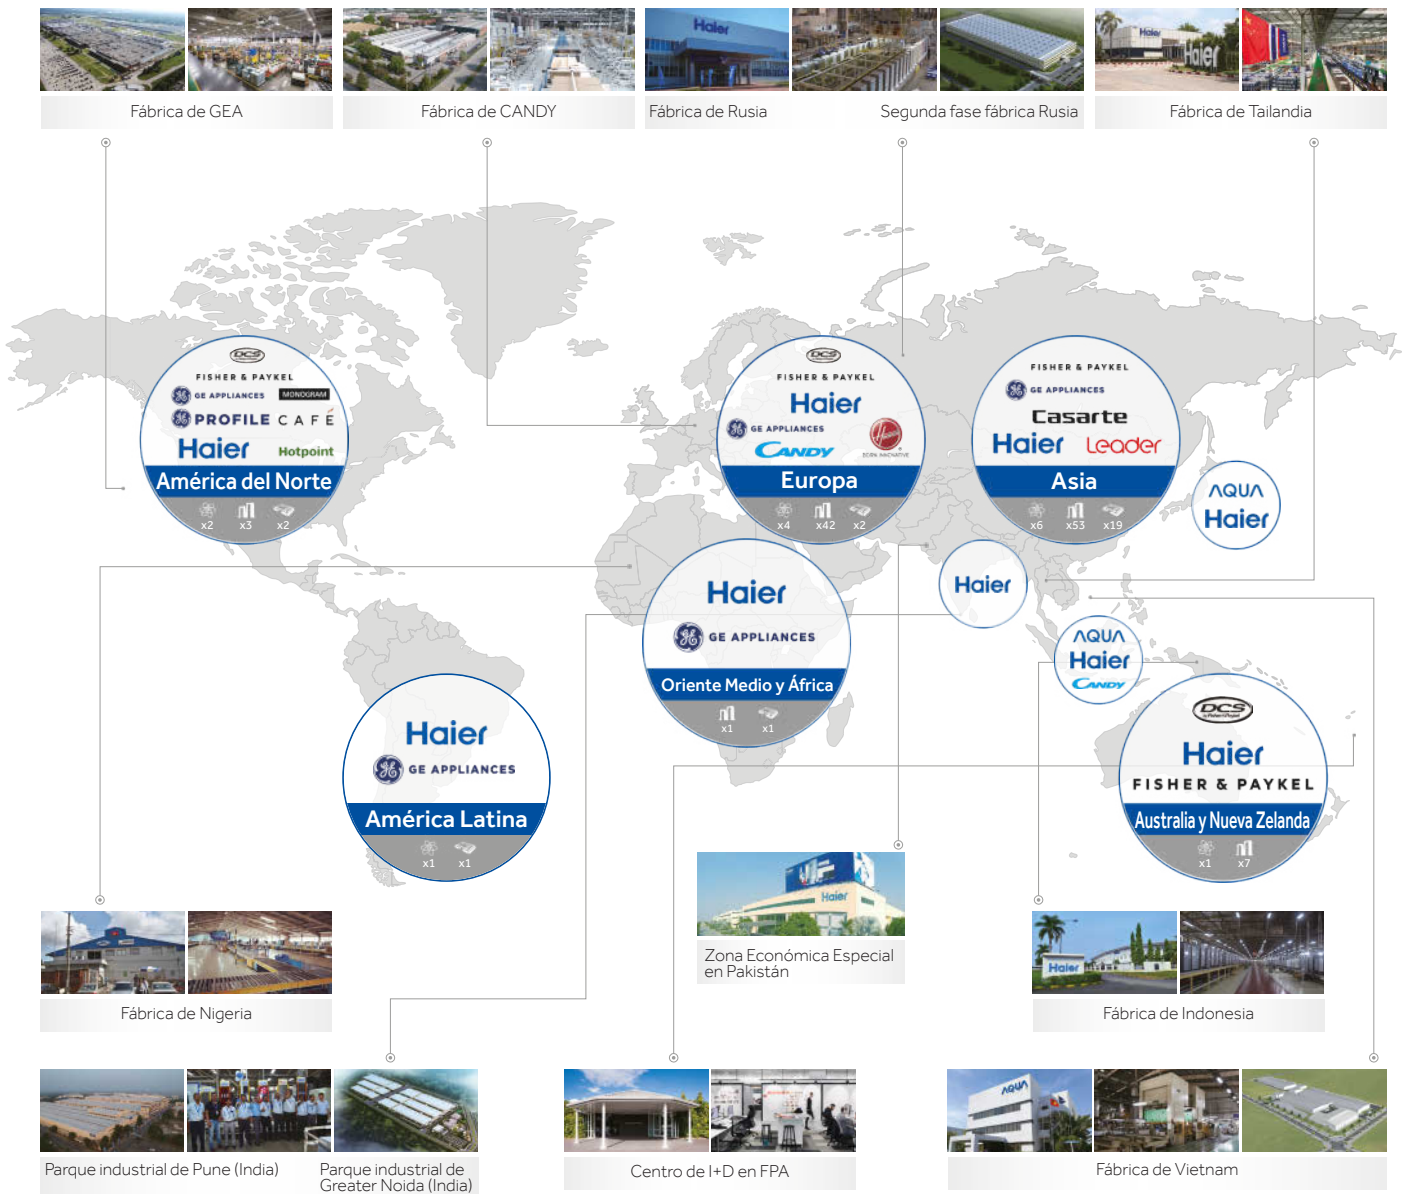 Haier
Haier
Haier
Fábrica de GEA
Fábrica de CANDY
Fábrica de Rusia
Segunda fase fábrica Rusia
Fábrica de Tailandia
DCS
FISHER & PAYKEL
GE APPLIANCES
MONOGRAM
PROFILE
CAFÉ
Haier
Hotpoint
América del Norte
x2
x3
x2
DCS
FISHER & PAYKEL
Haier
GE APPLIANCES
Hoover
CANDY
Europa
x4
x42
x2
FISHER & PAYKEL
GE APPLIANCES
Casarte
Haier
Leader
Asia
x6
x53
x19
AQUA
Haier
Haier
AQUA
Haier
CANDY
Haier
GE APPLIANCES
Oriente Medio y África
x1
x1
Haier
GE APPLIANCES
América Latina
x1
x1
DCS
Haier
FISHER & PAYKEL
Australia y Nueva Zelanda
x1
x7
Haier
Zona Económica Especial
en Pakistán
Fábrica de Nigeria
Haier
Fábrica de Indonesia
Parque industrial de Pune (India)
Parque industrial de
Greater Noida (India)
Centro de I+D en FPA
AQUA
Fábrica de Vietnam